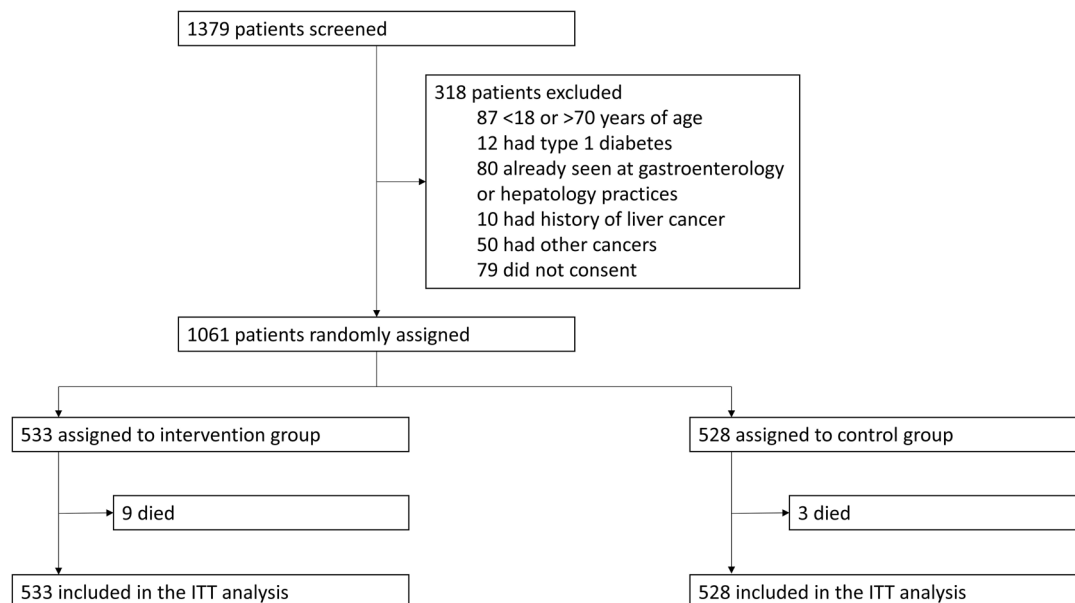 1379 patients screened
318 patients excluded
87 <18 or >70 years of age
12 had type 1 diabetes
80 already seen at gastroenterology
or hepatology practices
10 had history of liver cancer
50 had other cancers
79 did not consent
1061 patients randomly assigned
533 assigned to intervention group
528 assigned to control group
9 died
3 died
533 included in the ITT analysis
528 included in the ITT analysis